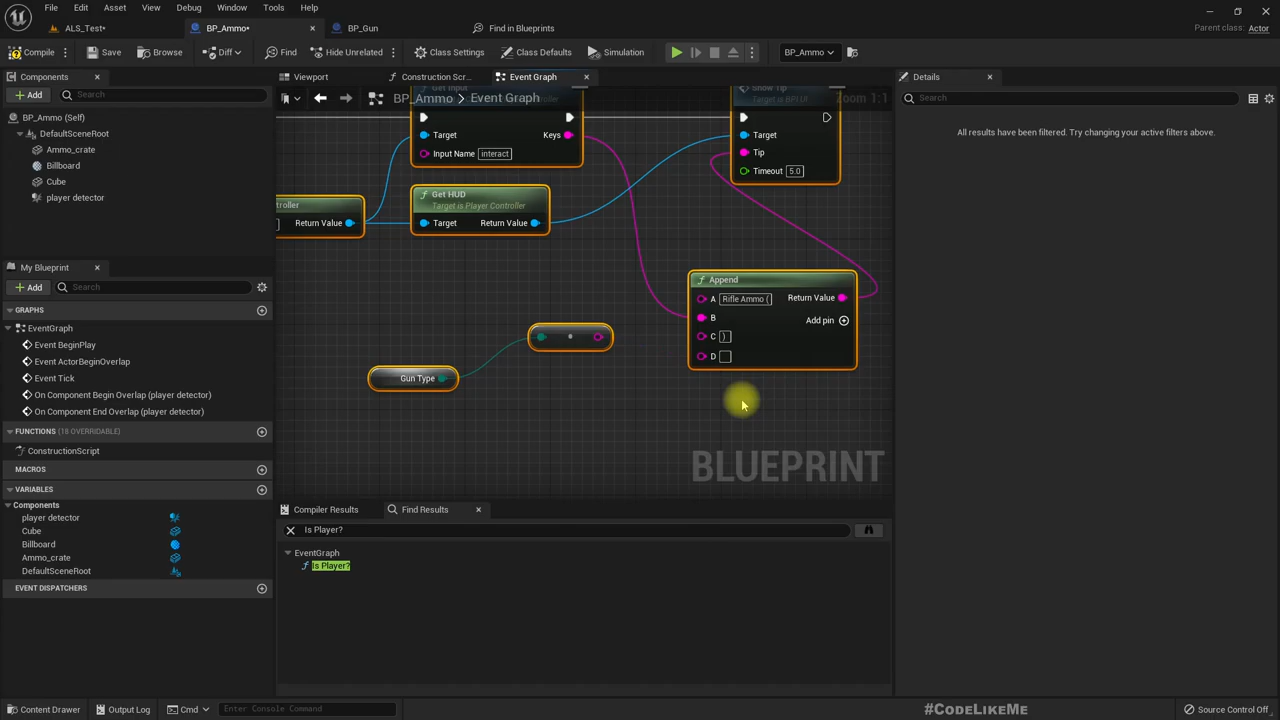 File Edit Asset View Debug Window Tools Help
ALS_Test* BP_Ammo* BP_Gun Find in Blueprints
Parent class: Actor
Compile Save Browse Diff Find Hide Unrelated Class Settings Class Defaults Simulation BP_Ammo
Components Viewport Construction Scr... Event Graph Details
Add Search
BP_Ammo > Event Graph
Zoom 1:1
Search
BP_Ammo (Self)
DefaultSceneRoot
Ammo_crate
Billboard
Cube
player detector
All results have been filtered. Try changing your active filters above.
Get Input
Show Tip
Target is BPI UI
Target Keys
Input Name interact
Target
Tip
Timeout 5.0
Return Value
Get HUD
Target is Player Controller
Target Return Value
Append
A Rifle Ammo ( Return Value
B
Add pin
C )
D
Gun Type
BLUEPRINT
My Blueprint
Add Search
GRAPHS
EventGraph
Event BeginPlay
Event ActorBeginOverlap
Event Tick
On Component Begin Overlap (player detector)
On Component End Overlap (player detector)
FUNCTIONS (18 OVERRIDABLE)
ConstructionScript
MACROS
VARIABLES
Components
player detector
Cube
Billboard
Ammo_crate
DefaultSceneRoot
EVENT DISPATCHERS
Compiler Results Find Results
Is Player?
EventGraph
Is Player?
Content Drawer Output Log Cmd Enter Console Command
#CodeLikeMe
Source Control Off